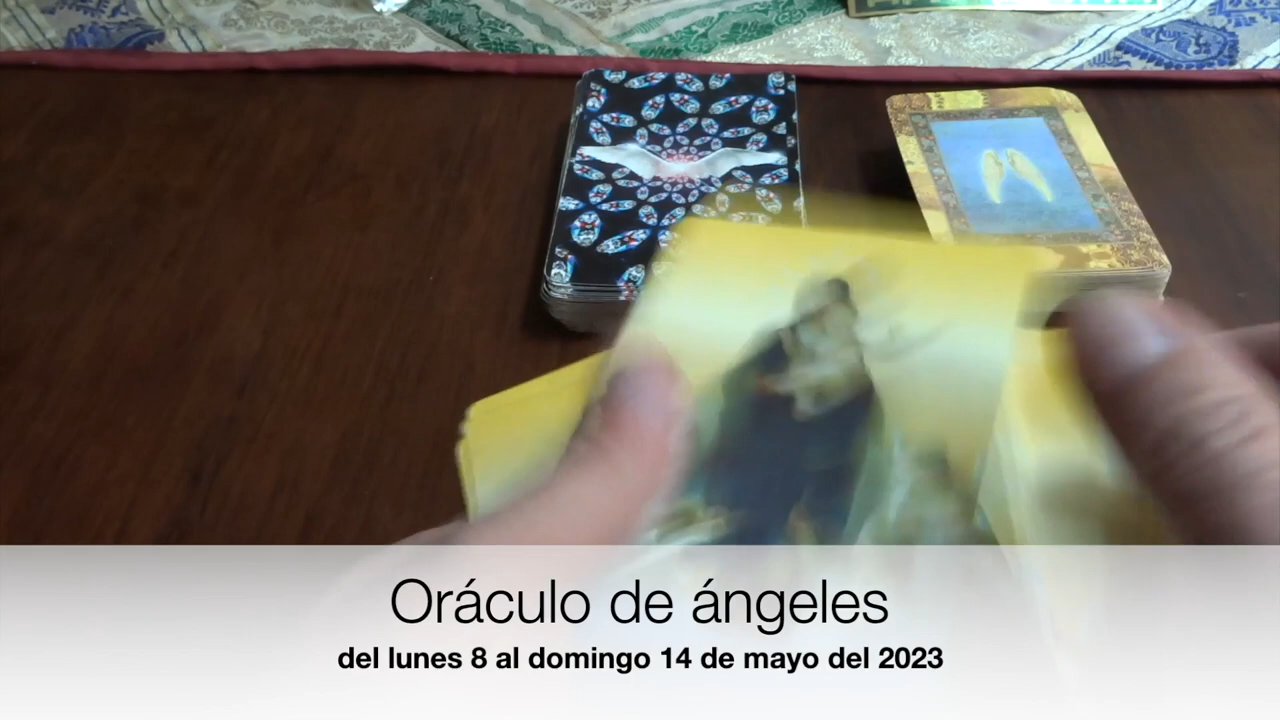 Oráculo de ángeles
del lunes 8 al domingo 14 de mayo del 2023